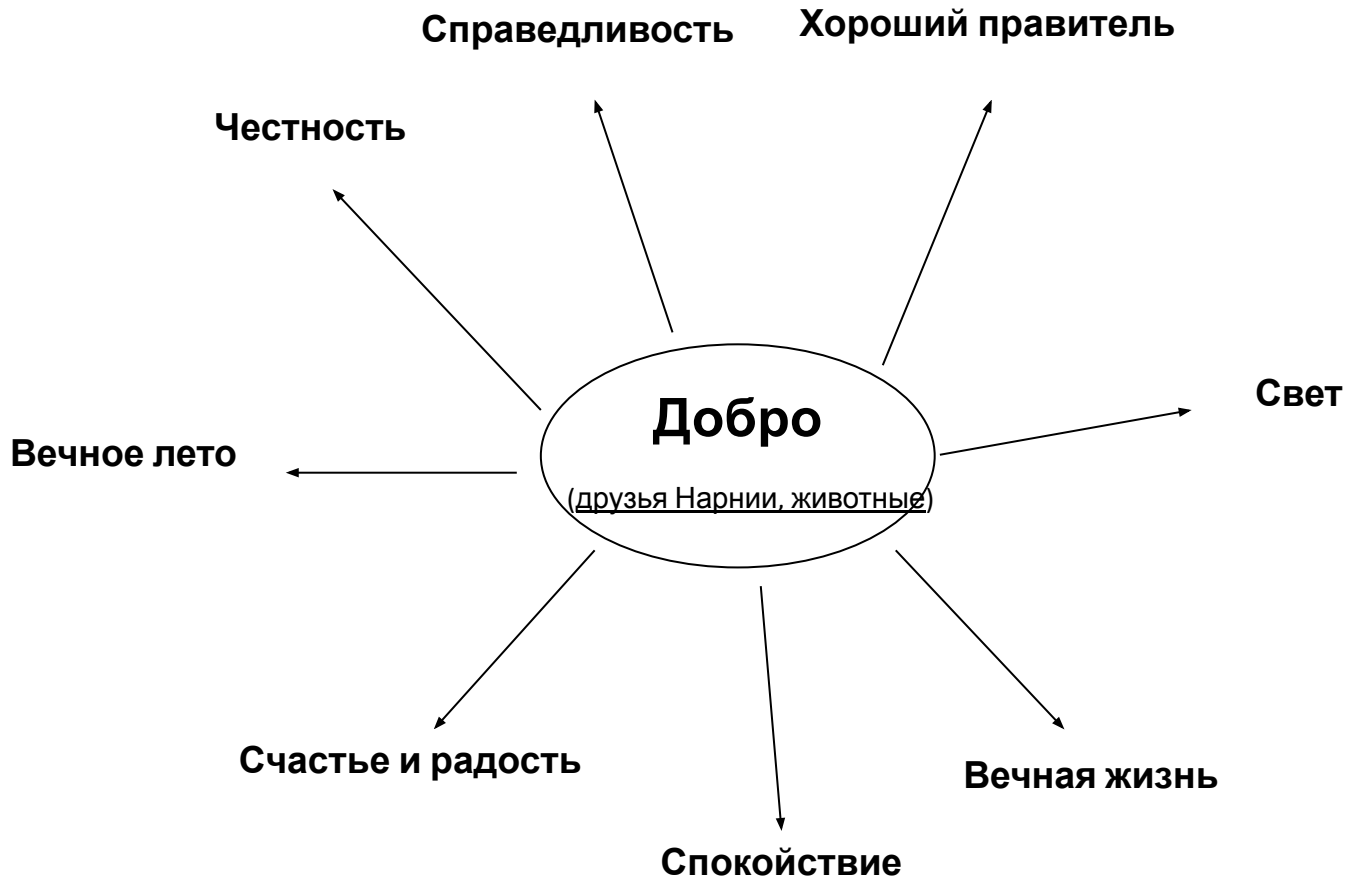 Справедливость
Хороший правитель
Честность
Свет
Добро
Вечное лето
(друзья Нарнии, животные)
Счастье и радость
Вечная жизнь
Спокойствие